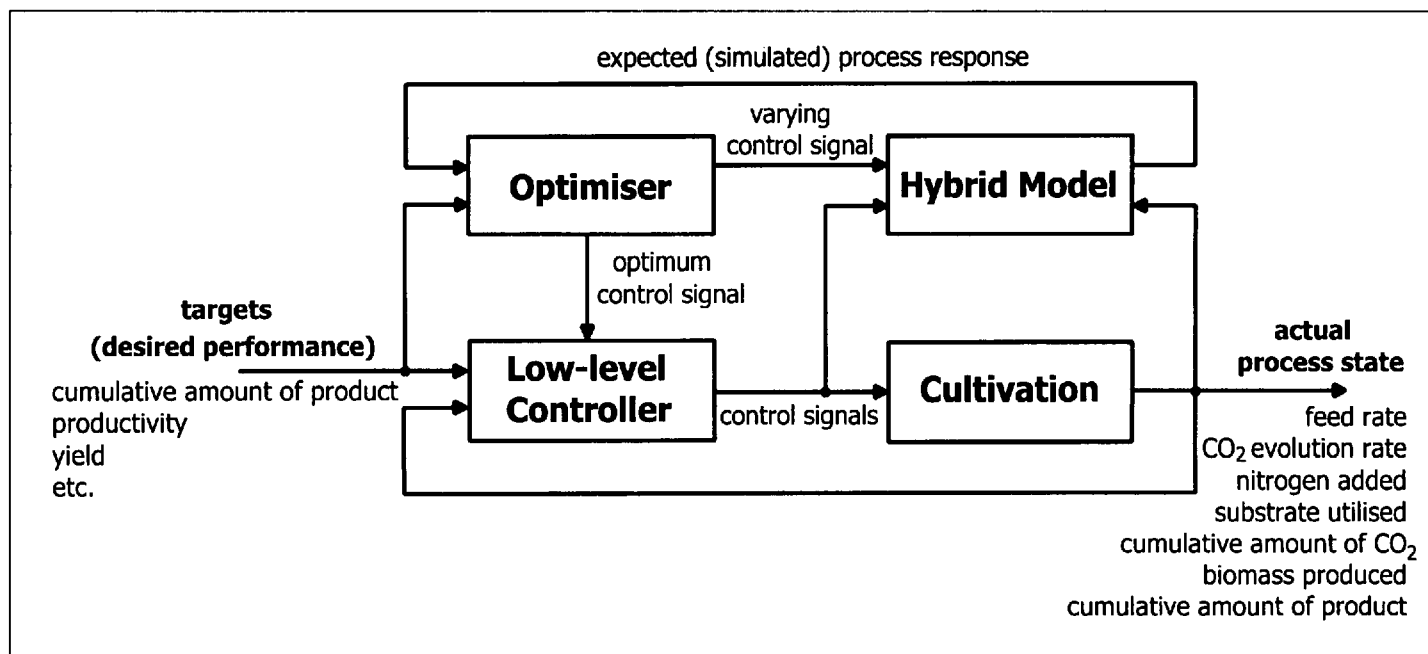 expected (simulated) process response
varying
control signal
Optimiser
Hybrid Model
optimum
control signal
targets
(desired performance)
cumulative amount of product
productivity
yield
etc.
Low-level
Controller
control signals
Cultivation
actual
process state
feed rate
CO₂ evolution rate
nitrogen added
substrate utilised
cumulative amount of CO₂
biomass produced
cumulative amount of product